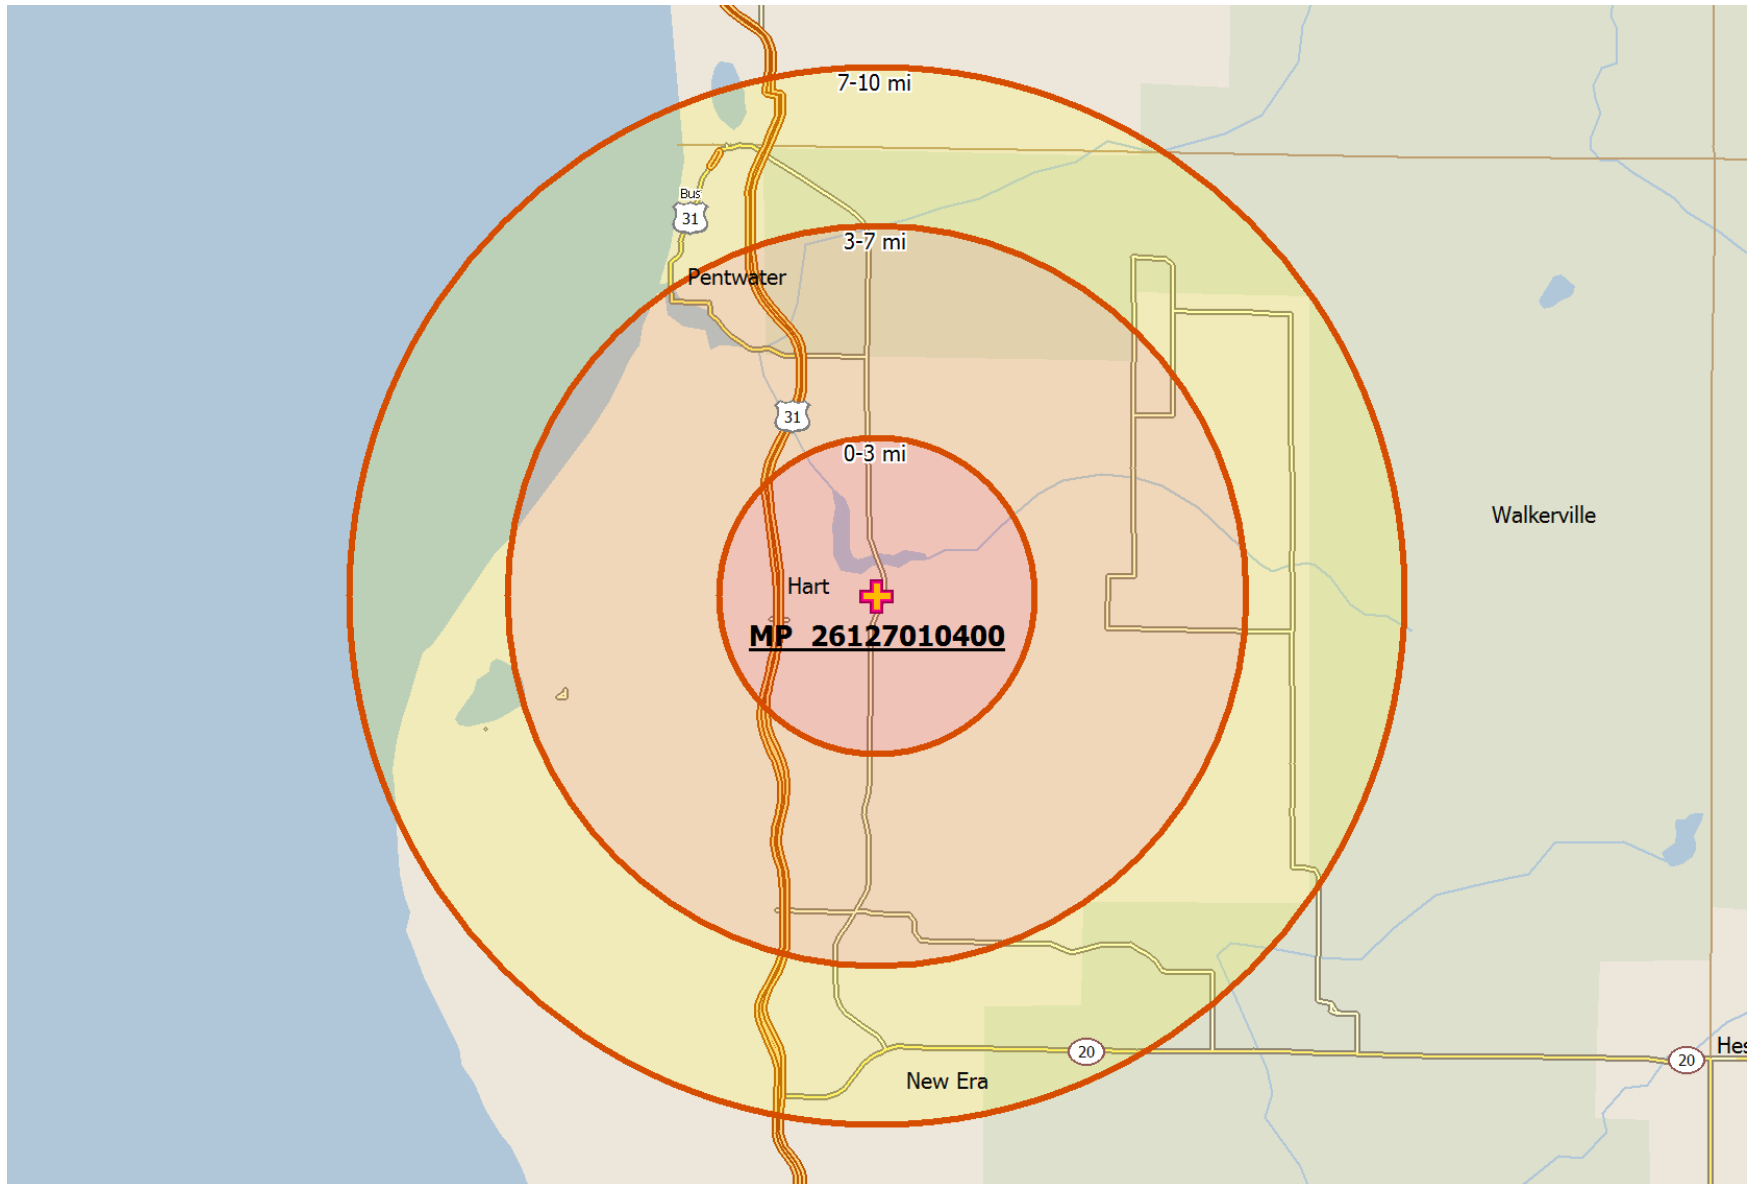 7-10 mi
Bus
31
3-7 mi
Pentwater
31
0-3 mi
Walkerville
Hart
MP 26127010400
20
20
Hes
New Era